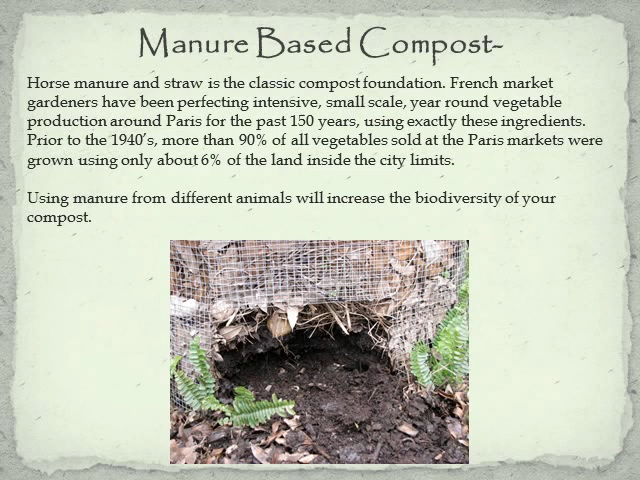 Manure Based Compost-
Horse manure and straw is the classic compost foundation. French market
gardeners have been perfecting intensive, small scale, year round vegetable
production around Paris for the past 150 years, using exactly these ingredients.
Prior to the 1940's, more than 90% of all vegetables sold at the Paris markets were
grown using only about 6% of the land inside the city limits.
Using manure from different animals will increase the biodiversity of your
compost.